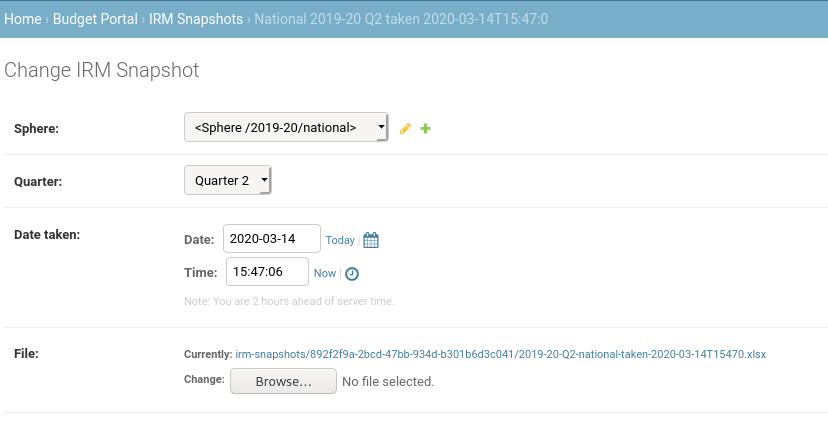 Home › Budget Portal › IRM Snapshots › National 2019-20 Q2 taken 2020-03-14T15:47:0
Change IRM Snapshot
Sphere: <Sphere /2019-20/national>
Quarter: Quarter 2
Date taken: Date: 2020-03-14 Today |
Time: 15:47:06 Now |
Note: You are 2 hours ahead of server time.
File: Currently: irm-snapshots/892f2f9a-2bcd-47bb-934d-b301b6d3c041/2019-20-Q2-national-taken-2020-03-14T15470.xlsx
Change: Browse... No file selected.